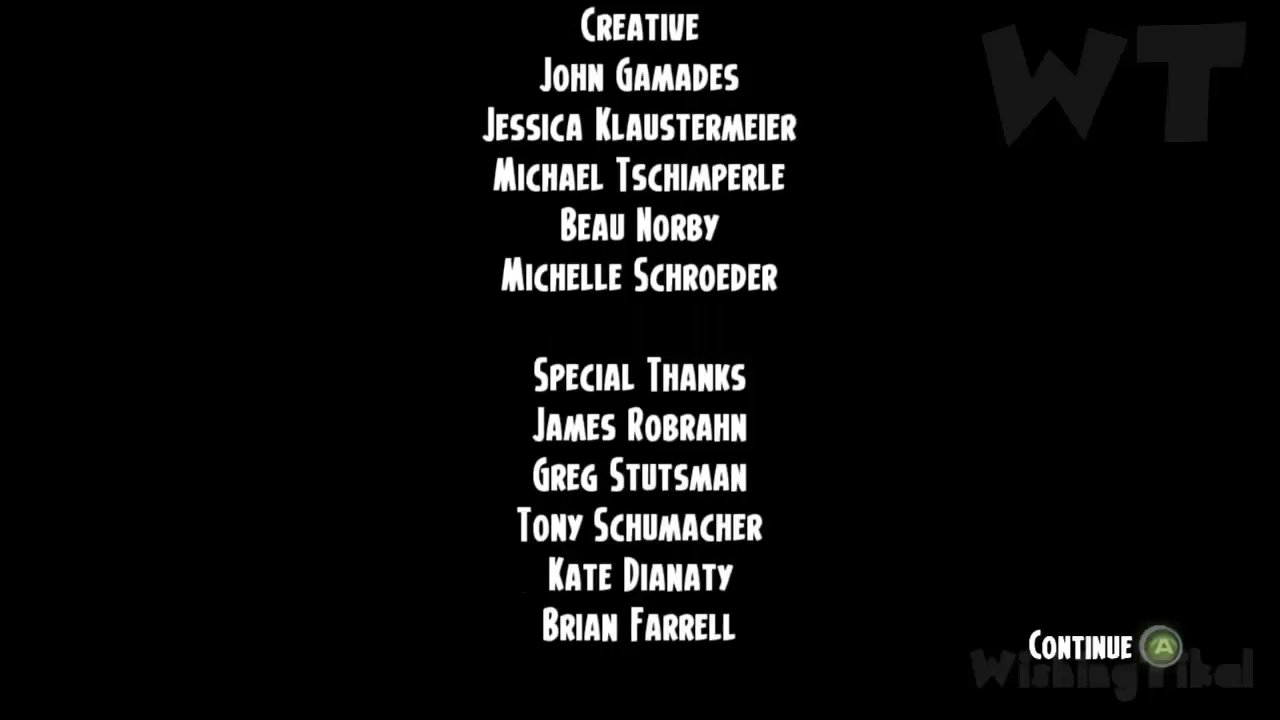 WT
Creative
John Gamades
Jessica Klaustermeier
Michael Tschimperle
Beau Norby
Michelle Schroeder
Special Thanks
James Robrahn
Greg Stutsman
Tony Schumacher
Kate Dianaty
Brian Farrell
Continue A
WishingTikal